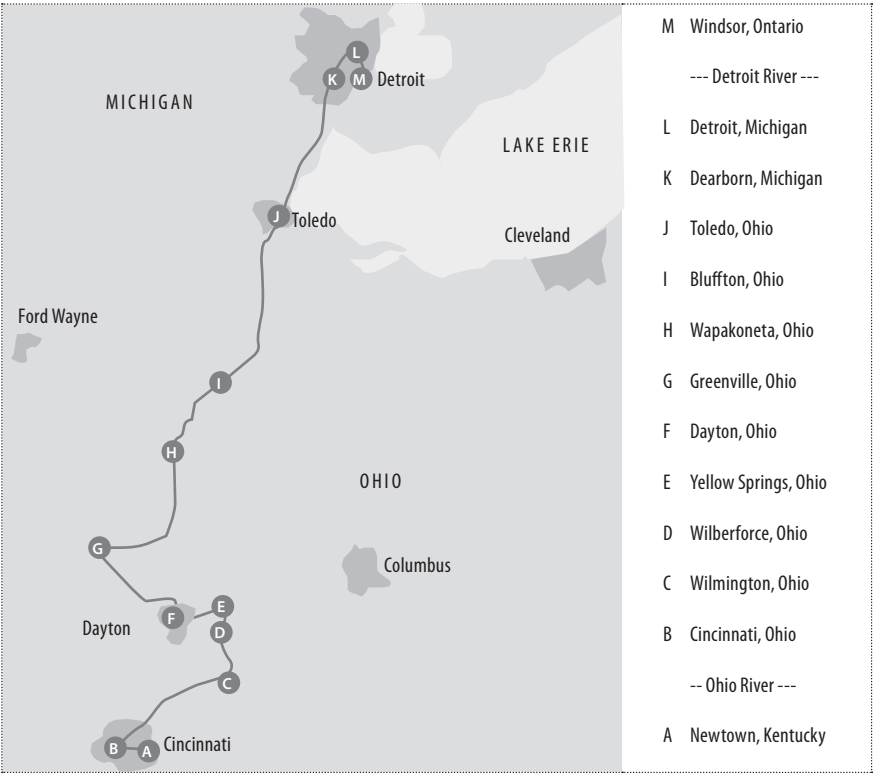 MICHIGAN
L
K
M
Detroit
LAKE ERIE
J
Toledo
Cleveland
Ford Wayne
I
H
OHIO
G
Columbus
E
F
Dayton
D
C
B
A
Cincinnati
M Windsor, Ontario
--- Detroit River ---
L Detroit, Michigan
K Dearborn, Michigan
J Toledo, Ohio
I Bluffton, Ohio
H Wapakoneta, Ohio
G Greenville, Ohio
F Dayton, Ohio
E Yellow Springs, Ohio
D Wilberforce, Ohio
C Wilmington, Ohio
B Cincinnati, Ohio
-- Ohio River ---
A Newtown, Kentucky